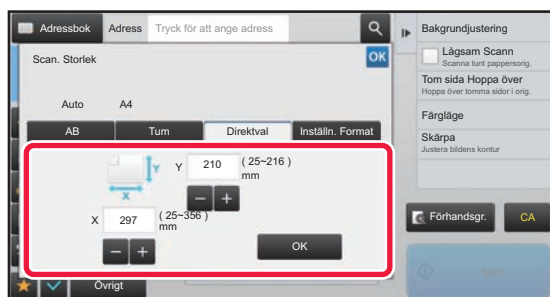 Adressbok
Adress
Tryck för att ange adress
Scan. Storlek
OK
Auto
A4
AB
Tum
Direktval
Inställn. Format
Y
Y
210
( 25~216 )
mm
X
X
297
( 25~356 )
mm
OK
Övrigt
Bakgrundjustering
Lågsam Scann
Scanna tunt pappersorig.
Tom sida Hoppa över
Hoppa över tomma sidor i orig.
Färgläge
Skärpa
Justera bildens kontur
Förhandsgr.
CA